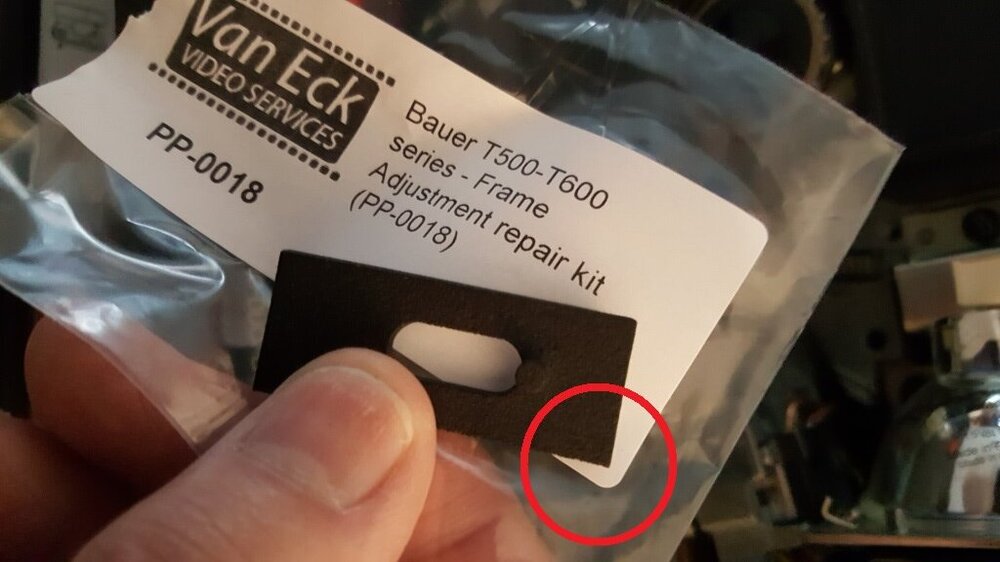 Van Eck
VIDEO SERVICES
PP-0018
Bauer T500-T600
series - Frame
Adjustment repair kit
(PP-0018)